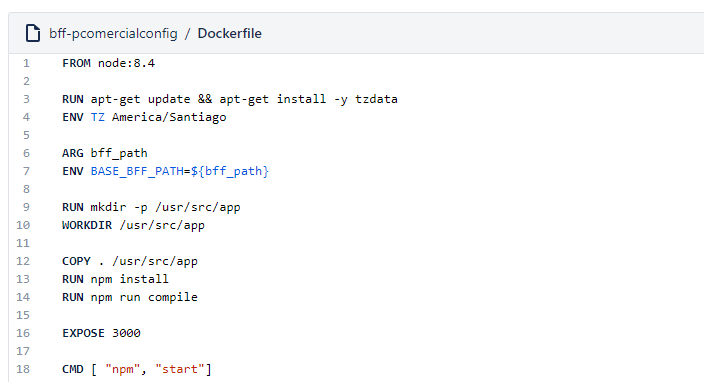 bff-pcomercialconfig / Dockerfile
1 FROM node:8.4
2
3 RUN apt-get update && apt-get install -y tzdata
4 ENV TZ America/Santiago
5
6 ARG bff_path
7 ENV BASE_BFF_PATH=${bff_path}
8
9 RUN mkdir -p /usr/src/app
10 WORKDIR /usr/src/app
11
12 COPY . /usr/src/app
13 RUN npm install
14 RUN npm run compile
15
16 EXPOSE 3000
17
18 CMD [ "npm", "start"]